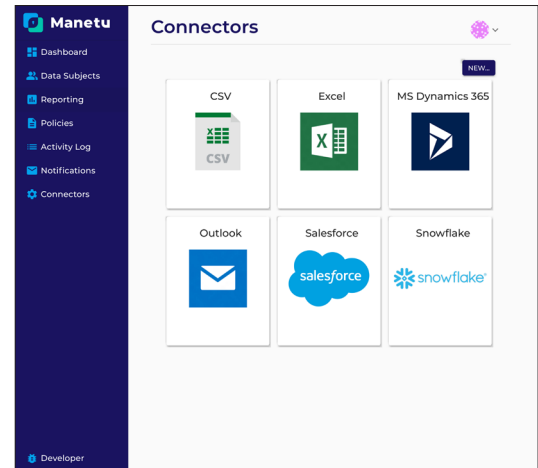 Manetu
Dashboard
Data Subjects
Reporting
Policies
Activity Log
Notifications
Connectors
Developer
Connectors
NEW...
CSV
Excel
MS Dynamics 365
CSV
X
Outlook
Salesforce
Snowflake
salesforce
snowflake